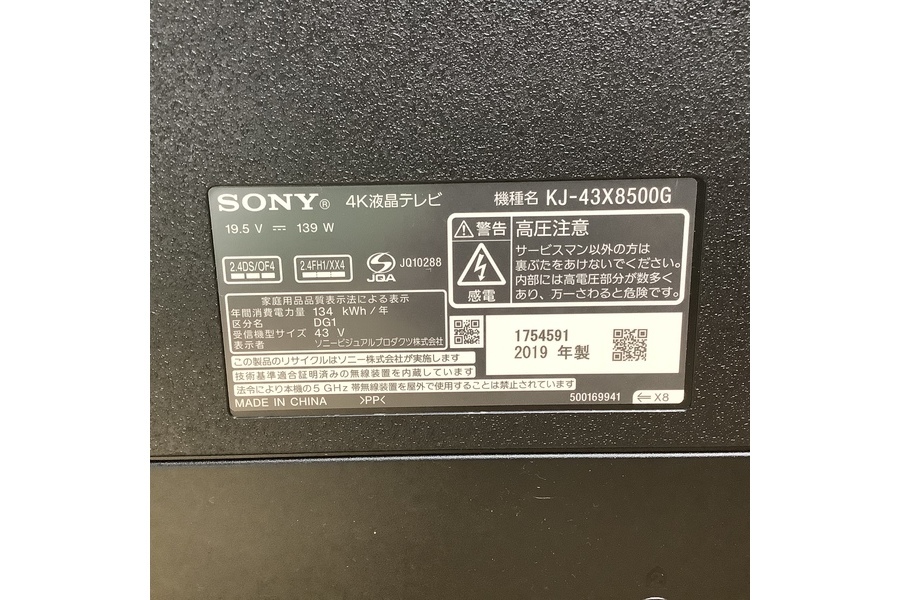 SONY® 4K液晶テレビ 機種名 KJ-43X8500G
19.5 V ⎓ 139 W
2.4DS/OF4 2.4FH1/XX4 JQA JQ10288
家庭用品品質表示法による表示
年間消費電力量 134 kWh/年
区分名 DG1
受信機型サイズ 43 V
表示者 ソニービジュアルプロダクツ株式会社
⚠警告 高圧注意
感電
サービスマン以外の方は
裏ぶたをあけないでください。
内部には高電圧部分が数多く
あり、万一さわると危険です。
1754591
2019 年製
この製品のリサイクルはソニー株式会社が実施します
技術基準適合証明済みの無線装置を内蔵しています
法令により本機の5 GHz 帯無線装置を屋外で使用することは禁止されています
MADE IN CHINA >PP< 500169941 ⇐X8